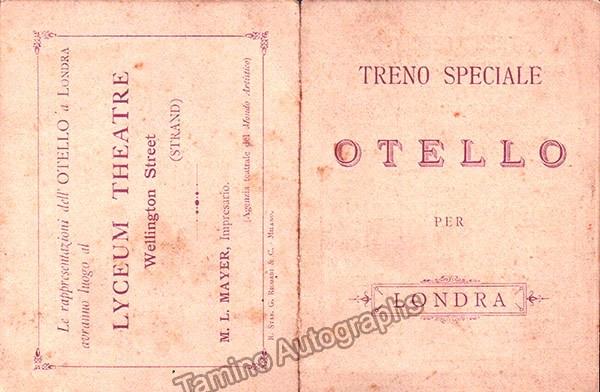 Le rappresentazioni dell' OTELLO a LONDRA
avranno luogo al
LYCEUM THEATRE
Wellington Street
(STRAND)
M. L. MAYER, Impresario.
(Agenzia teatrale del Mondo Artistico)
R. STAB. G. RICORDI & C. - MILANO.
TRENO SPECIALE
OTELLO
PER
LONDRA
Tamino Autographs